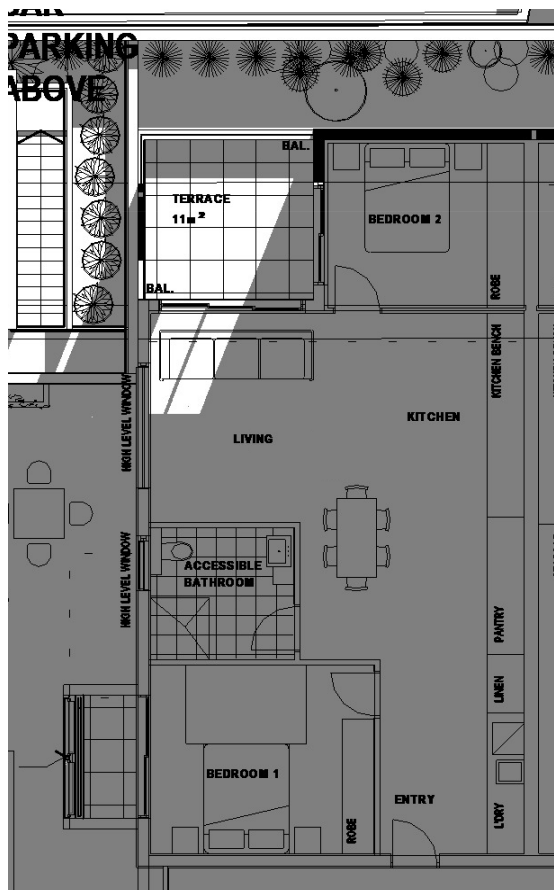 PARKING
ABOVE
BAL.
TERRACE
11m²
BEDROOM 2
BAL.
ROBE
KITCHEN BENCH
HIGH LEVEL WINDOW
KITCHEN
LIVING
ACCESSIBLE
BATHROOM
HIGH LEVEL WINDOW
PANTRY
LINEN
BEDROOM 1
ENTRY
ROBE
L'DRY